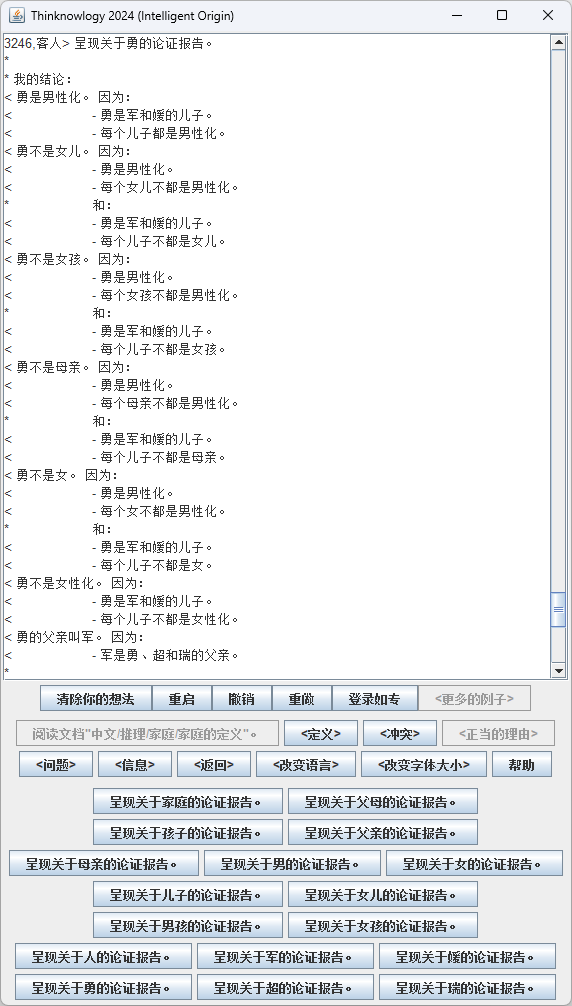 Thinknowlogy 2024 (Intelligent Origin)
3246,客人> 呈现关于勇的论证报告。
*
* 我的结论:
< 勇是男性化。 因为:
< - 勇是军和媛的儿子。
< - 每个儿子都是男性化。
< 勇不是女儿。 因为:
< - 勇是男性化。
< - 每个女儿不都是男性化。
* 和:
< - 勇是军和媛的儿子。
< - 每个儿子不都是女儿。
< 勇不是女孩。 因为:
< - 勇是男性化。
< - 每个女孩不都是男性化。
* 和:
< - 勇是军和媛的儿子。
< - 每个儿子不都是女孩。
< 勇不是母亲。 因为:
< - 勇是男性化。
< - 每个母亲不都是男性化。
* 和:
< - 勇是军和媛的儿子。
< - 每个儿子不都是母亲。
< 勇不是女。 因为:
< - 勇是男性化。
< - 每个女不都是男性化。
* 和:
< - 勇是军和媛的儿子。
< - 每个儿子不都是女。
< 勇不是女性化。 因为:
< - 勇是军和媛的儿子。
< - 每个儿子不都是女性化。
< 勇的父亲叫军。 因为:
< - 军是勇、超和瑞的父亲。
*
清除你的想法 重启 撤销 重做 登录如专 <更多的例子>
阅读文档"中文/推理/家庭/家庭的定义"。 <定义> <冲突> <正当的理由>
<问题> <信息> <返回> <改变语言> <改变字体大小> 帮助
呈现关于家庭的论证报告。 呈现关于父母的论证报告。
呈现关于孩子的论证报告。 呈现关于父亲的论证报告。
呈现关于母亲的论证报告。 呈现关于男的论证报告。 呈现关于女的论证报告。
呈现关于儿子的论证报告。 呈现关于女儿的论证报告。
呈现关于男孩的论证报告。 呈现关于女孩的论证报告。
呈现关于人的论证报告。 呈现关于军的论证报告。 呈现关于媛的论证报告。
呈现关于勇的论证报告。 呈现关于超的论证报告。 呈现关于瑞的论证报告。